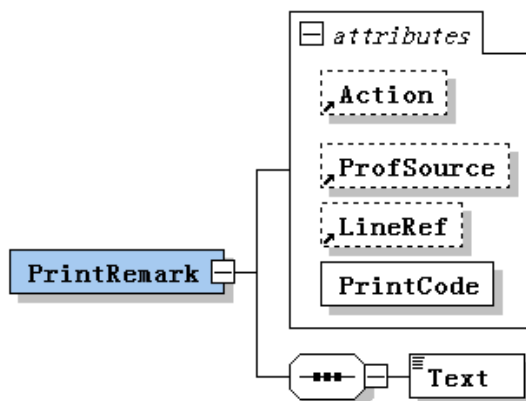 attributes
Action
ProfSource
LineRef
PrintRemark
PrintCode
Text